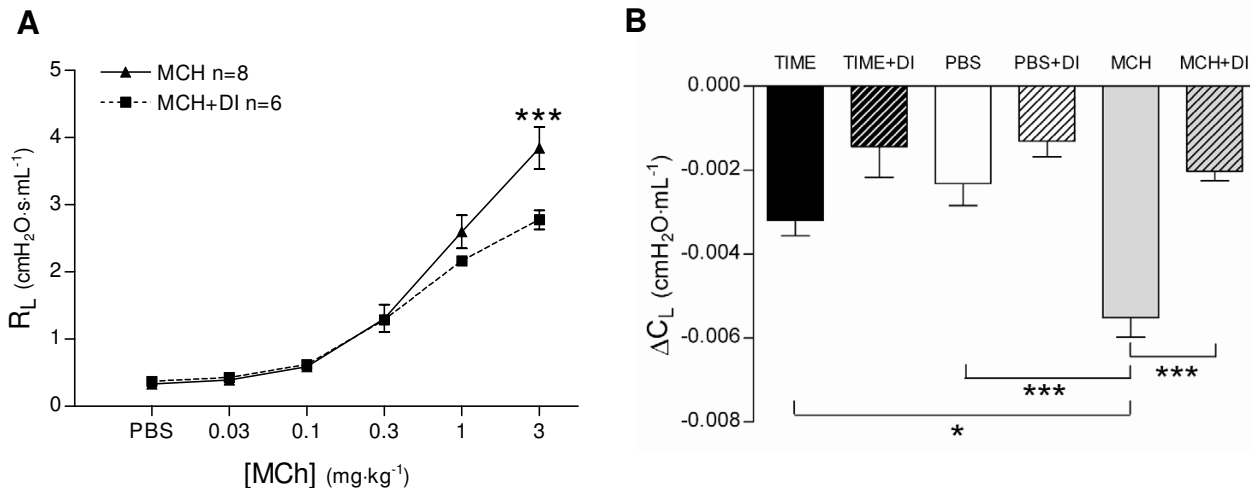 A
MCH n=8
MCH+DI n=6
***
5
4
3
2
1
0
R_L (cmH₂O·s·mL⁻¹)
PBS 0.03 0.1 0.3 1 3
[MCh] (mg·kg⁻¹)
B
TIME TIME+DI PBS PBS+DI MCH MCH+DI
0.000
-0.002
-0.004
-0.006
-0.008
ΔC_L (cmH₂O·mL⁻¹)
***
***
*